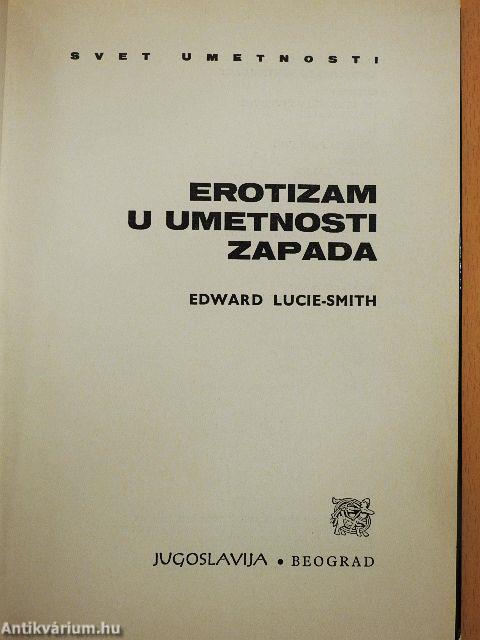 SVET UMETNOSTI
EROTIZAM
U UMETNOSTI
ZAPADA
EDWARD LUCIE-SMITH
JUGOSLAVIJA • BEOGRAD
Antikvárium.hu